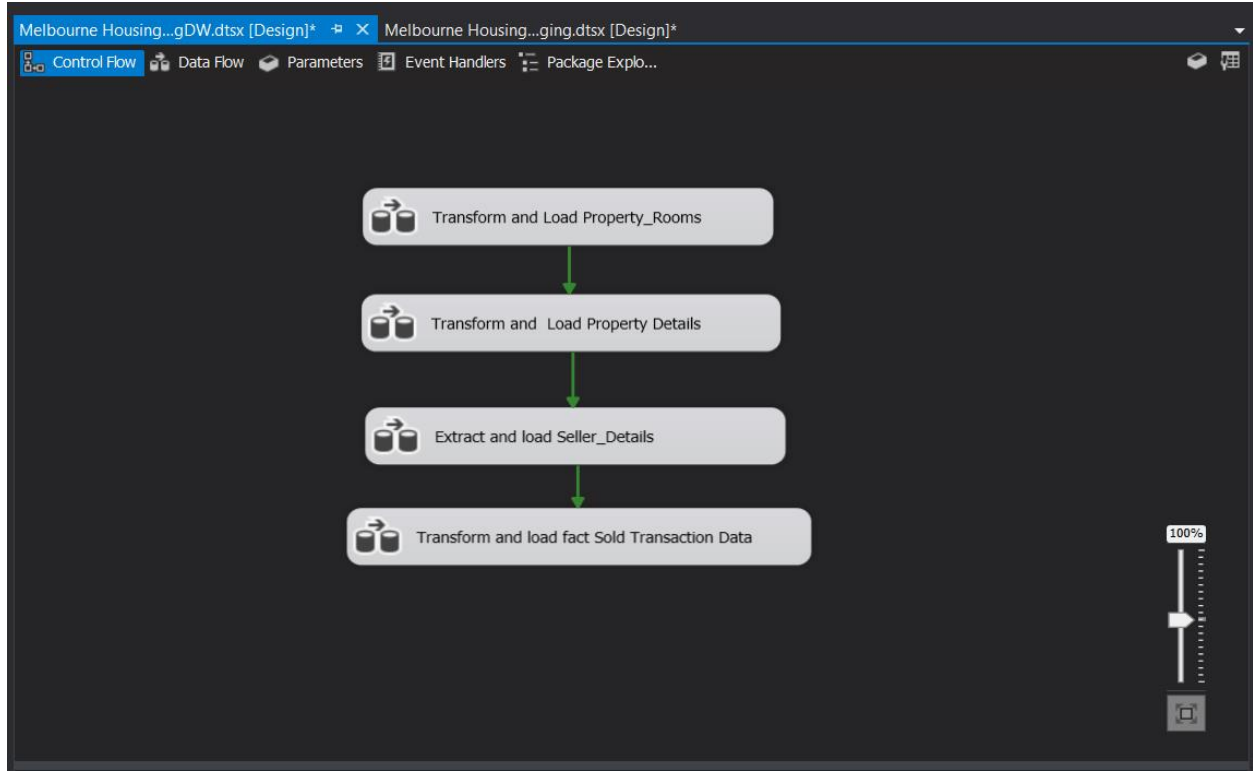 Melbourne Housing...gDW.dtsx [Design]* Melbourne Housing...ging.dtsx [Design]*
Control Flow Data Flow Parameters Event Handlers Package Explo...
Transform and Load Property_Rooms
Transform and  Load Property Details
Extract and load Seller_Details
Transform and load fact Sold Transaction Data
100%